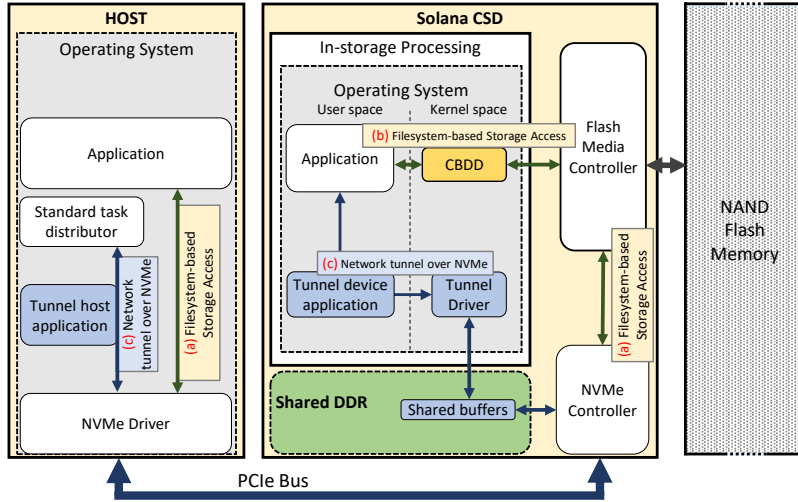 HOST
Operating System
Application
Standard task
distributor
Tunnel host
application
(c) Network
tunnel over NVMe
(a) Filesystem-based
Storage Access
NVMe Driver
Solana CSD
In-storage Processing
Operating System
User space
Kernel space
(b) Filesystem-based Storage Access
Application
CBDD
(c) Network tunnel over NVMe
Tunnel device
application
Tunnel
Driver
Shared DDR
Shared buffers
Flash
Media
Controller
(a) Filesystem-based
Storage Access
NVMe
Controller
NAND
Flash
Memory
PCIe Bus